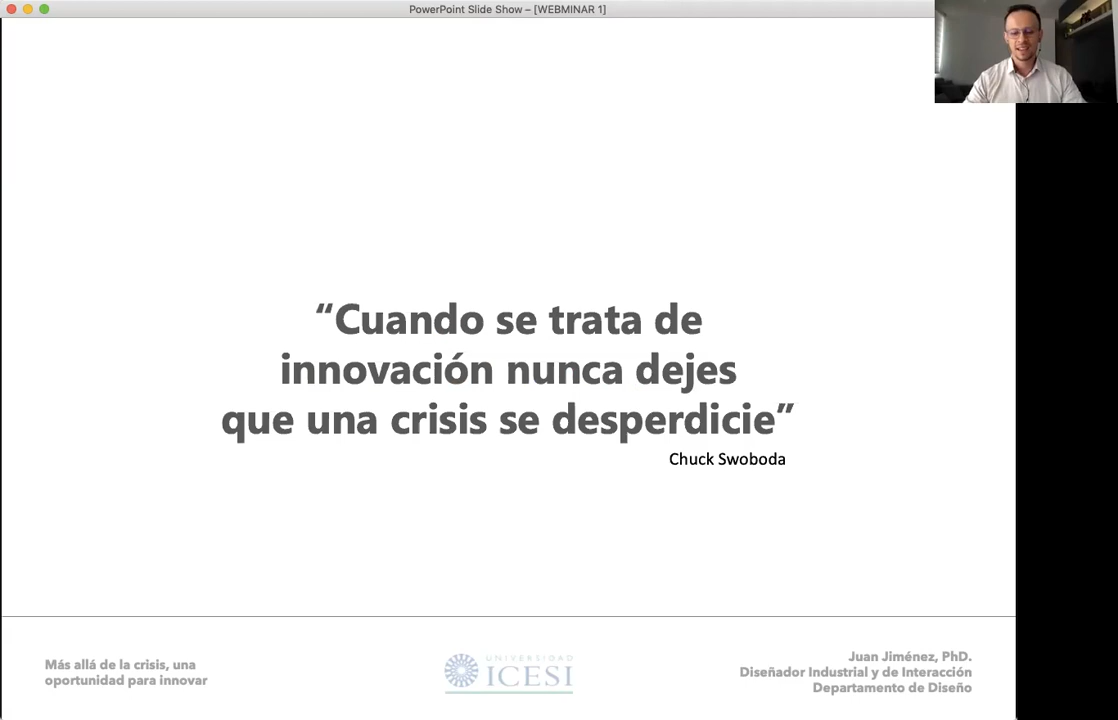 PowerPoint Slide Show – [WEBMINAR 1]
“Cuando se trata de
innovación nunca dejes
que una crisis se desperdicie”
Chuck Swoboda
Más allá de la crisis, una
oportunidad para innovar
UNIVERSIDAD
ICESI
Juan Jiménez, PhD.
Diseñador Industrial y de Interacción
Departamento de Diseño